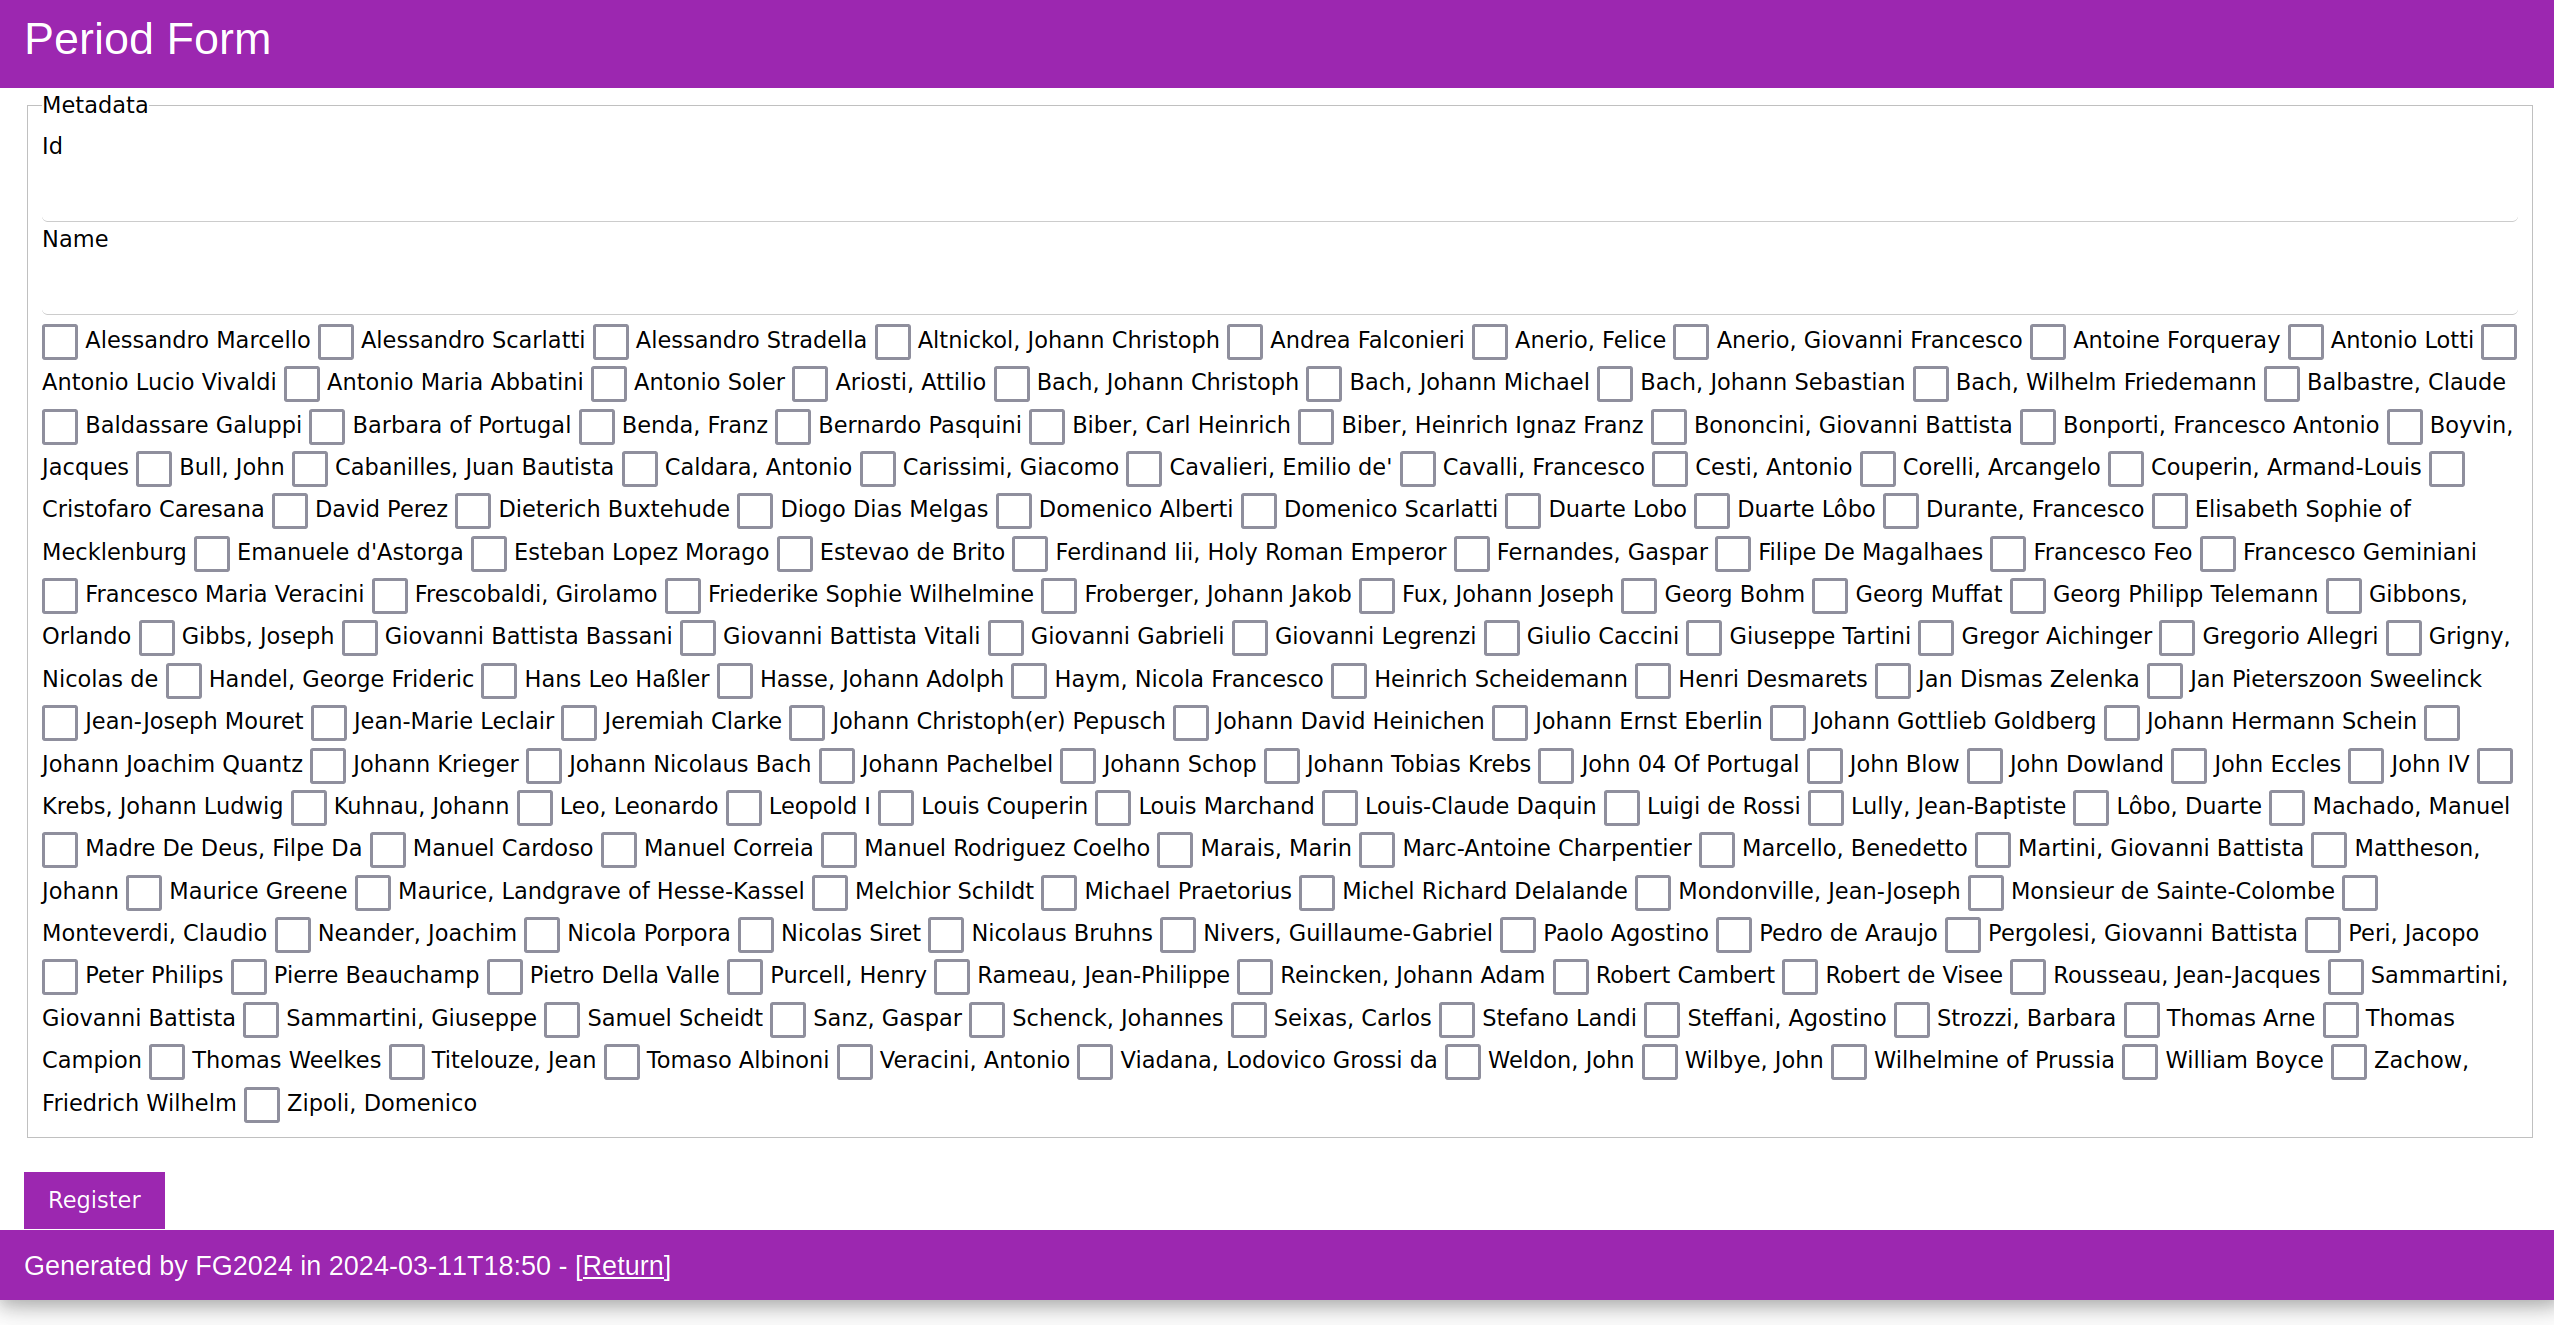 Period Form
Metadata
Id
Name
Alessandro Marcello Alessandro Scarlatti Alessandro Stradella Altnickol, Johann Christoph Andrea Falconieri Anerio, Felice Anerio, Giovanni Francesco Antoine Forqueray Antonio Lotti
Antonio Lucio Vivaldi Antonio Maria Abbatini Antonio Soler Ariosti, Attilio Bach, Johann Christoph Bach, Johann Michael Bach, Johann Sebastian Bach, Wilhelm Friedemann Balbastre, Claude
Baldassare Galuppi Barbara of Portugal Benda, Franz Bernardo Pasquini Biber, Carl Heinrich Biber, Heinrich Ignaz Franz Bononcini, Giovanni Battista Bonporti, Francesco Antonio Boyvin,
Jacques Bull, John Cabanilles, Juan Bautista Caldara, Antonio Carissimi, Giacomo Cavalieri, Emilio de' Cavalli, Francesco Cesti, Antonio Corelli, Arcangelo Couperin, Armand-Louis
Cristofaro Caresana David Perez Dieterich Buxtehude Diogo Dias Melgas Domenico Alberti Domenico Scarlatti Duarte Lobo Duarte Lôbo Durante, Francesco Elisabeth Sophie of
Mecklenburg Emanuele d'Astorga Esteban Lopez Morago Estevao de Brito Ferdinand Iii, Holy Roman Emperor Fernandes, Gaspar Filipe De Magalhaes Francesco Feo Francesco Geminiani
Francesco Maria Veracini Frescobaldi, Girolamo Friederike Sophie Wilhelmine Froberger, Johann Jakob Fux, Johann Joseph Georg Bohm Georg Muffat Georg Philipp Telemann Gibbons,
Orlando Gibbs, Joseph Giovanni Battista Bassani Giovanni Battista Vitali Giovanni Gabrieli Giovanni Legrenzi Giulio Caccini Giuseppe Tartini Gregor Aichinger Gregorio Allegri Grigny,
Nicolas de Handel, George Frideric Hans Leo Haßler Hasse, Johann Adolph Haym, Nicola Francesco Heinrich Scheidemann Henri Desmarets Jan Dismas Zelenka Jan Pieterszoon Sweelinck
Jean-Joseph Mouret Jean-Marie Leclair Jeremiah Clarke Johann Christoph(er) Pepusch Johann David Heinichen Johann Ernst Eberlin Johann Gottlieb Goldberg Johann Hermann Schein
Johann Joachim Quantz Johann Krieger Johann Nicolaus Bach Johann Pachelbel Johann Schop Johann Tobias Krebs John 04 Of Portugal John Blow John Dowland John Eccles John IV
Krebs, Johann Ludwig Kuhnau, Johann Leo, Leonardo Leopold I Louis Couperin Louis Marchand Louis-Claude Daquin Luigi de Rossi Lully, Jean-Baptiste Lôbo, Duarte Machado, Manuel
Madre De Deus, Filpe Da Manuel Cardoso Manuel Correia Manuel Rodriguez Coelho Marais, Marin Marc-Antoine Charpentier Marcello, Benedetto Martini, Giovanni Battista Mattheson,
Johann Maurice Greene Maurice, Landgrave of Hesse-Kassel Melchior Schildt Michael Praetorius Michel Richard Delalande Mondonville, Jean-Joseph Monsieur de Sainte-Colombe
Monteverdi, Claudio Neander, Joachim Nicola Porpora Nicolas Siret Nicolaus Bruhns Nivers, Guillaume-Gabriel Paolo Agostino Pedro de Araujo Pergolesi, Giovanni Battista Peri, Jacopo
Peter Philips Pierre Beauchamp Pietro Della Valle Purcell, Henry Rameau, Jean-Philippe Reincken, Johann Adam Robert Cambert Robert de Visee Rousseau, Jean-Jacques Sammartini,
Giovanni Battista Sammartini, Giuseppe Samuel Scheidt Sanz, Gaspar Schenck, Johannes Seixas, Carlos Stefano Landi Steffani, Agostino Strozzi, Barbara Thomas Arne Thomas
Campion Thomas Weelkes Titelouze, Jean Tomaso Albinoni Veracini, Antonio Viadana, Lodovico Grossi da Weldon, John Wilbye, John Wilhelmine of Prussia William Boyce Zachow,
Friedrich Wilhelm Zipoli, Domenico
Register
Generated by FG2024 in 2024-03-11T18:50 - [Return]